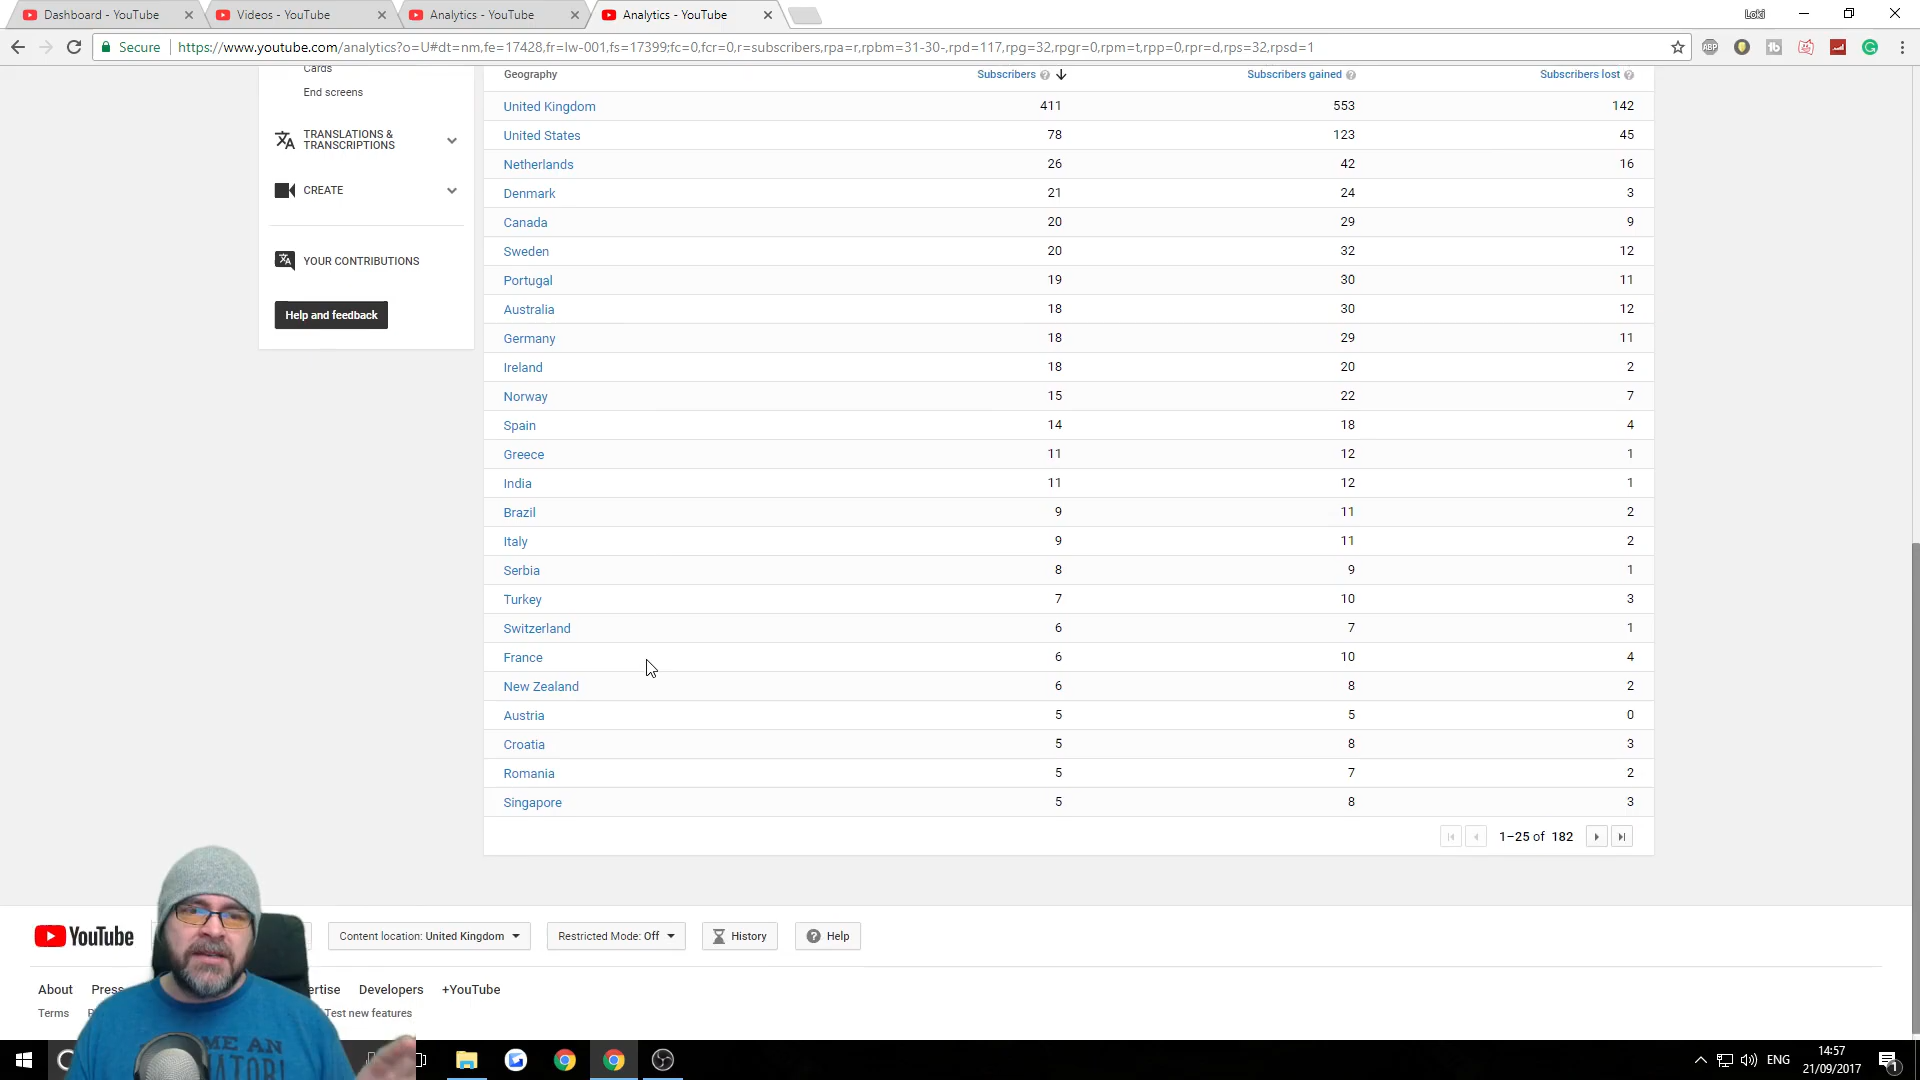 Dashboard - YouTube
Videos - YouTube
Analytics - YouTube
Analytics - YouTube
Loki
Secure
https://www.youtube.com/analytics?o=U#dt=nm,fe=17428,fr=lw-001,fs=17399;fc=0,fcr=0,r=subscribers,rpa=r,rpbm=31-30-,rpd=117,rpg=32,rpgr=0,rpm=t,rpp=0,rpr=d,rps=32,rpsd=1
Cards
End screens
TRANSLATIONS &
TRANSCRIPTIONS
CREATE
YOUR CONTRIBUTIONS
Help and feedback
Geography Subscribers Subscribers gained Subscribers lost
United Kingdom 411 553 142
United States 78 123 45
Netherlands 26 42 16
Denmark 21 24 3
Canada 20 29 9
Sweden 20 32 12
Portugal 19 30 11
Australia 18 30 12
Germany 18 29 11
Ireland 18 20 2
Norway 15 22 7
Spain 14 18 4
Greece 11 12 1
India 11 12 1
Brazil 9 11 2
Italy 9 11 2
Serbia 8 9 1
Turkey 7 10 3
Switzerland 6 7 1
France 6 10 4
New Zealand 6 8 2
Austria 5 5 0
Croatia 5 8 3
Romania 5 7 2
Singapore 5 8 3
1–25 of 182
YouTube
Content location: United Kingdom
Restricted Mode: Off
History
Help
About Press Developers +YouTube
Terms Test new features
ME AN
ENG
14:57
21/09/2017
1